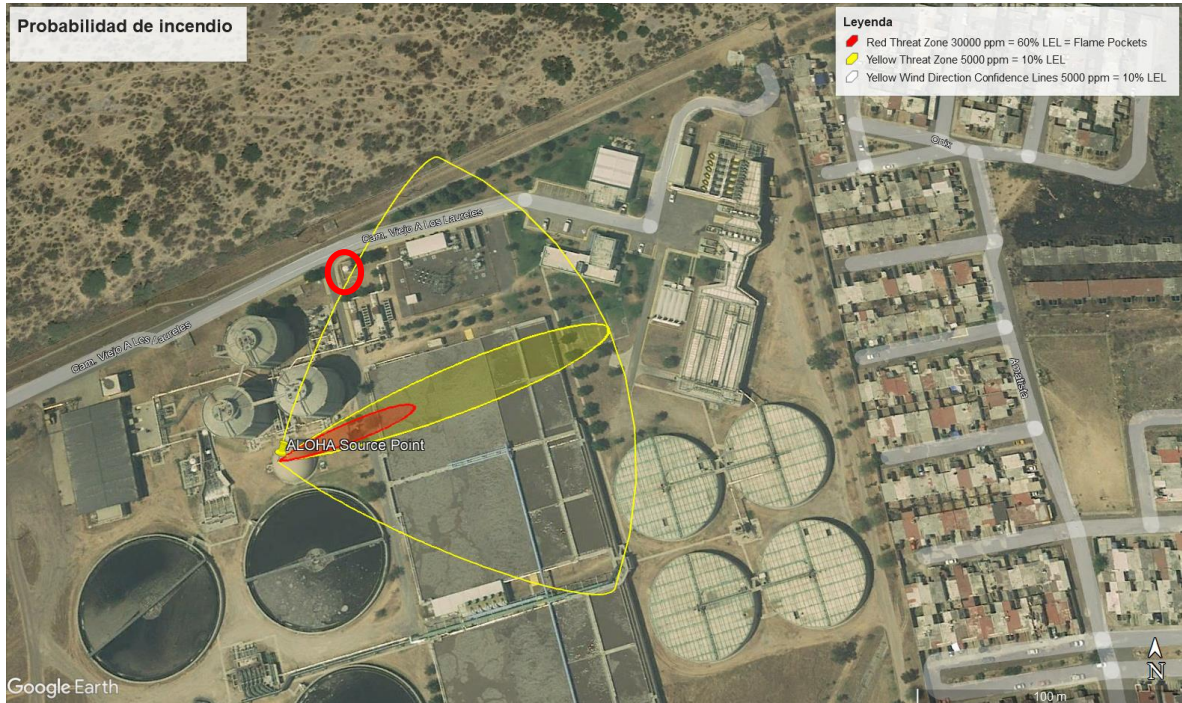 Probabilidad de incendio
Leyenda
Red Threat Zone 30000 ppm = 60% LEL = Flame Pockets
Yellow Threat Zone 5000 ppm = 10% LEL
Yellow Wind Direction Confidence Lines 5000 ppm = 10% LEL
Onix
Cam. Viejo A Los Laureles
Cam. Viejo A Los Laureles
Amatista
ALOHA Source Point
N
Google Earth
100 m